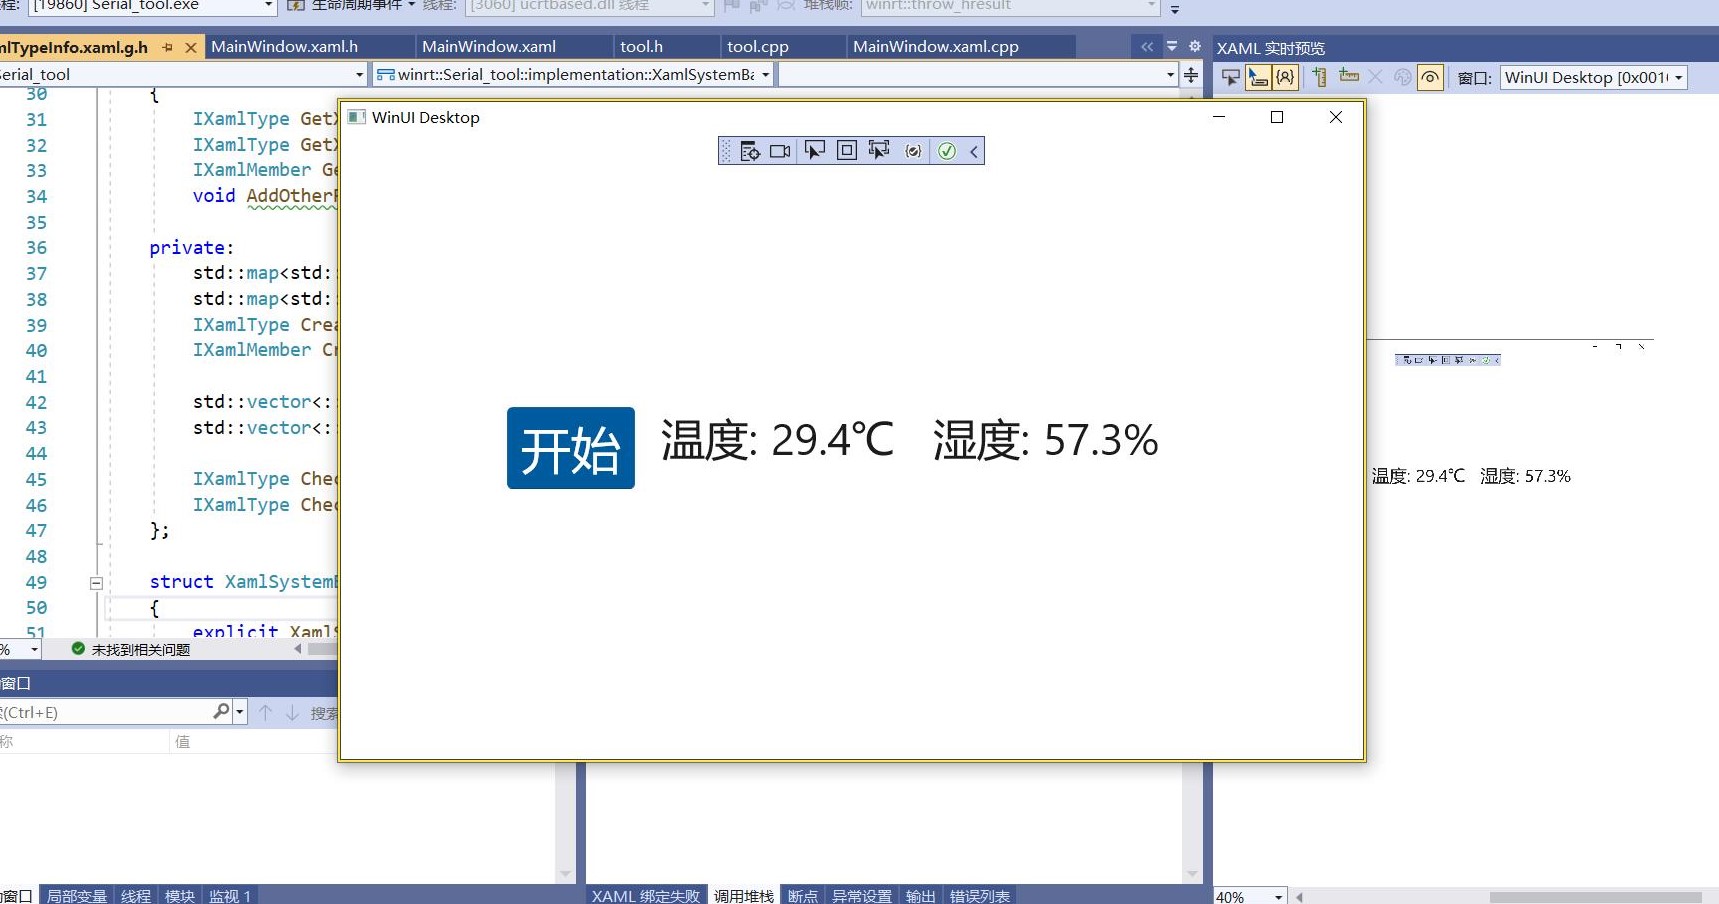 程: [19860] Serial_tool.exe 生命周期事件 线程: [3060] ucrtbase.dll 线程 堆栈帧: winrt::throw_hresult
mlTypeInfo.xaml.g.h MainWindow.xaml.h MainWindow.xaml tool.h tool.cpp MainWindow.xaml.cpp
XAML 实时预览
erial_tool winrt::Serial_tool::implementation::XamlSystemBa
窗口: WinUI Desktop [0x001
30 {
31 IXamlType Get
32 IXamlType Get
33 IXamlMember Ge
34 void AddOther
35
36 private:
37 std::map<std::
38 std::map<std::
39 IXamlType Crea
40 IXamlMember Cr
41
42 std::vector<::
43 std::vector<::
44
45 IXamlType Chec
46 IXamlType Chec
47 };
48
49 struct XamlSystemB
50 {
51 explicit XamlS
WinUI Desktop
开始 温度: 29.4℃ 湿度: 57.3%
温度: 29.4℃ 湿度: 57.3%
% 未找到相关问题
窗口
(Ctrl+E) 搜索
称 值
窗口 局部变量 线程 模块 监视 1
XAML 绑定失败 调用堆栈 断点 异常设置 输出 错误列表
40%